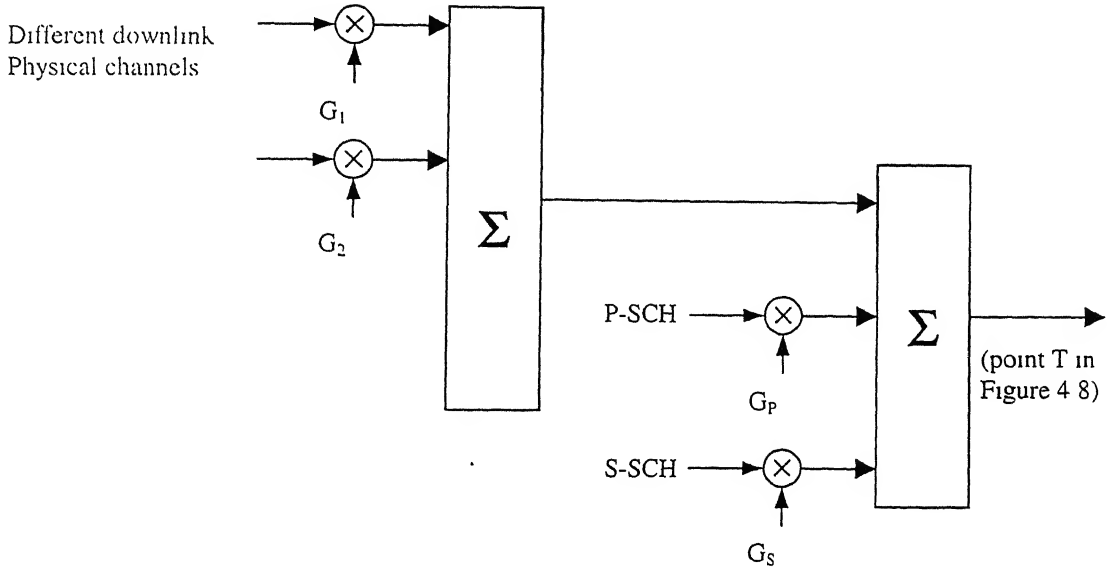 Different downlink
Physical channels
G1
G2
Σ
P-SCH
GP
S-SCH
GS
Σ
(point T in
Figure 4 8)